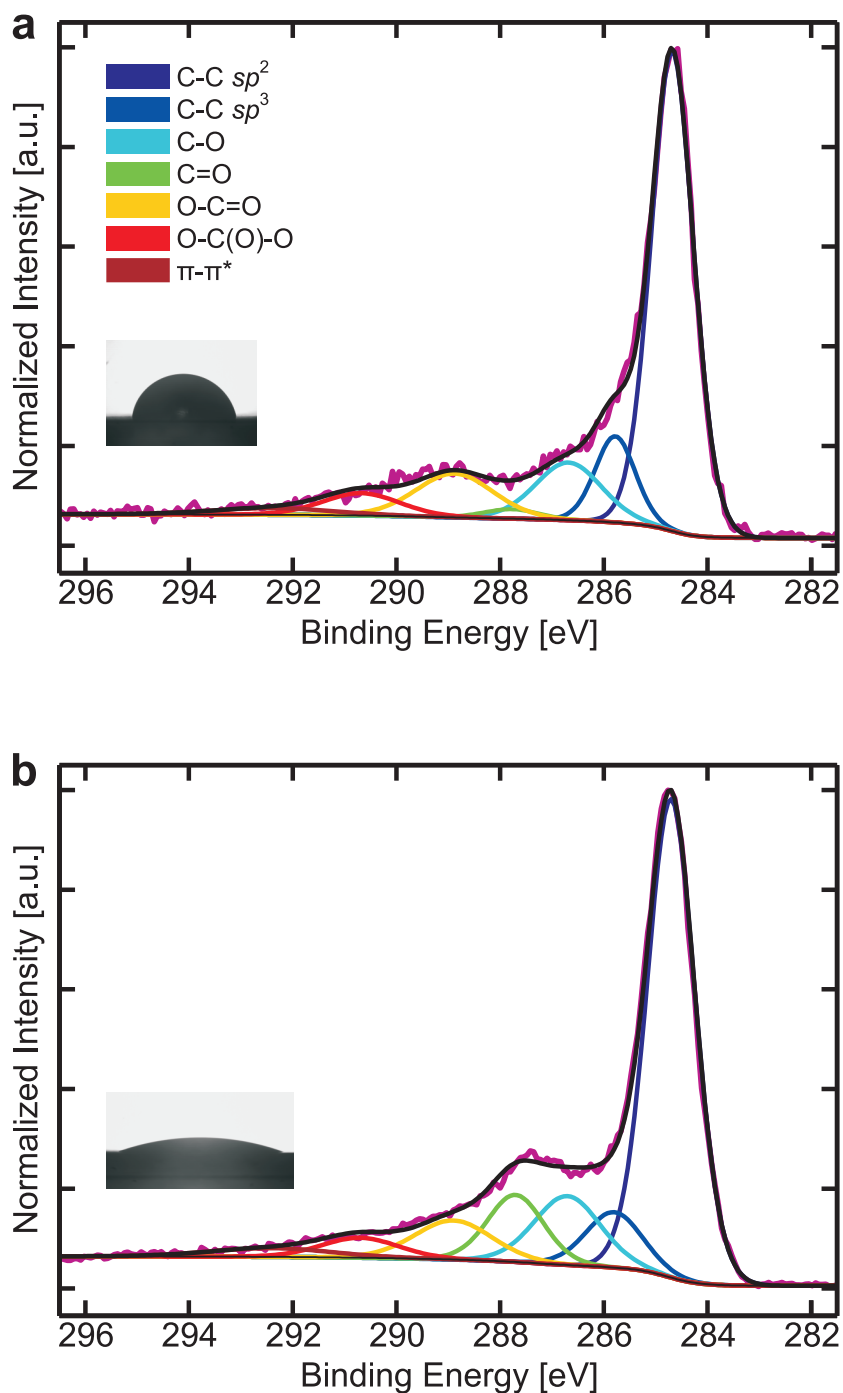 a
Normalized Intensity [a.u.]
C-C sp²
C-C sp³
C-O
C=O
O-C=O
O-C(O)-O
π-π*
296 294 292 290 288 286 284 282
Binding Energy [eV]
b
Normalized Intensity [a.u.]
296 294 292 290 288 286 284 282
Binding Energy [eV]